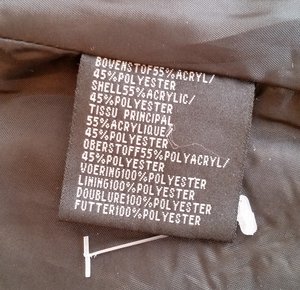 BOVENSTOF55%ACRYL/
45%POLYESTER
SHELL55%ACRYLIC/
45%POLYESTER
TISSU PRINCIPAL
55%ACRYLIQUE/
45%POLYESTER
OBERSTOFF55%POLYACRYL/
45%POLYESTER
VOERING100%POLYESTER
LINING100%POLYESTER
DOUBLURE100%POLYESTER
FUTTER100%POLYESTER